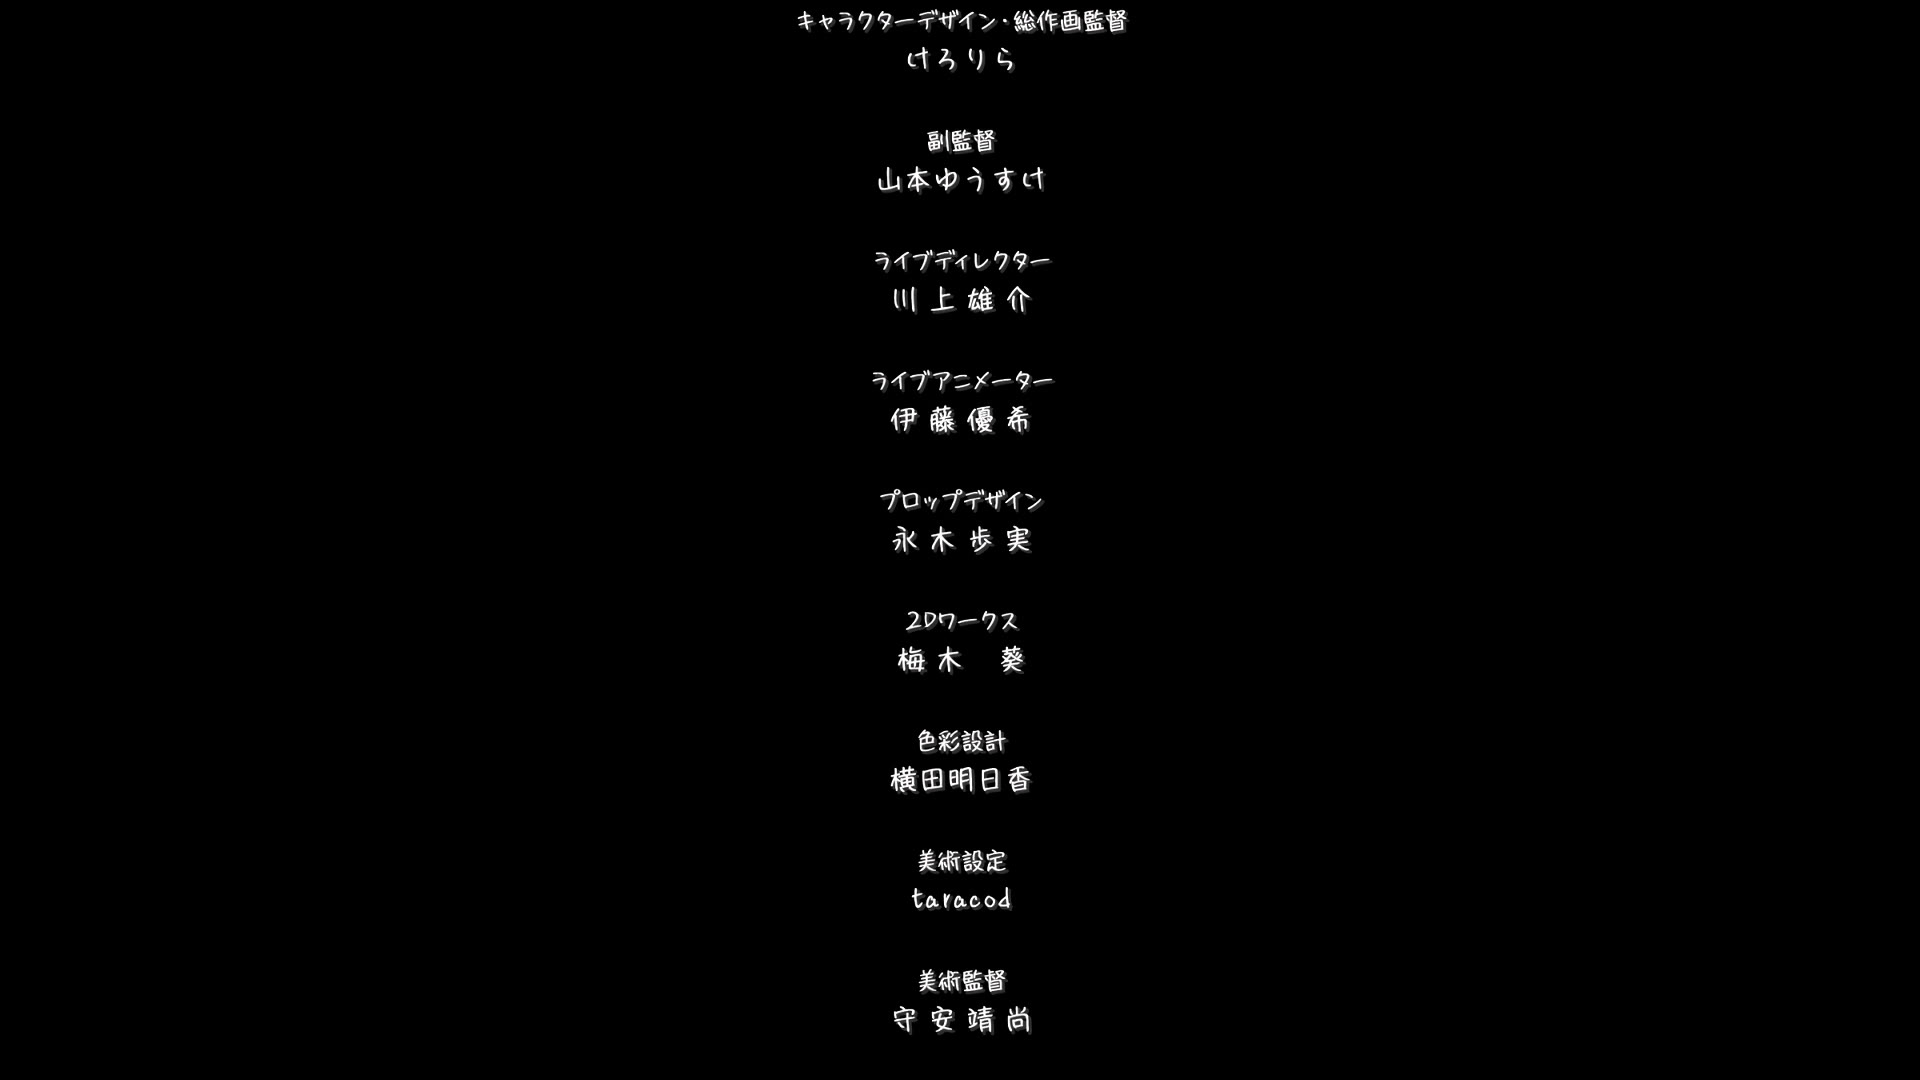 キャラクターデザイン・総作画監督
けろりら
副監督
山本ゆうすけ
ライブディレクター
川上雄介
ライブアニメーター
伊藤優希
プロップデザイン
永木歩実
2Dワークス
梅木　葵
色彩設計
横田明日香
美術設定
taracod
美術監督
守安靖尚